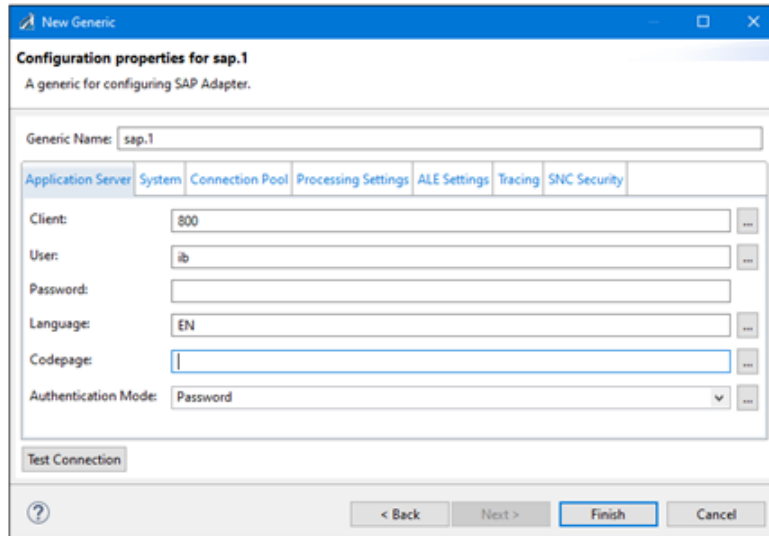 New Generic
Configuration properties for sap.1
A generic for configuring SAP Adapter.
Generic Name: sap.1
Application Server System Connection Pool Processing Settings ALE Settings Tracing SNC Security
Client: 800 ...
User: ib ...
Password:
Language: EN ...
Codepage: ...
Authentication Mode: Password ...
Test Connection
? < Back Next > Finish Cancel